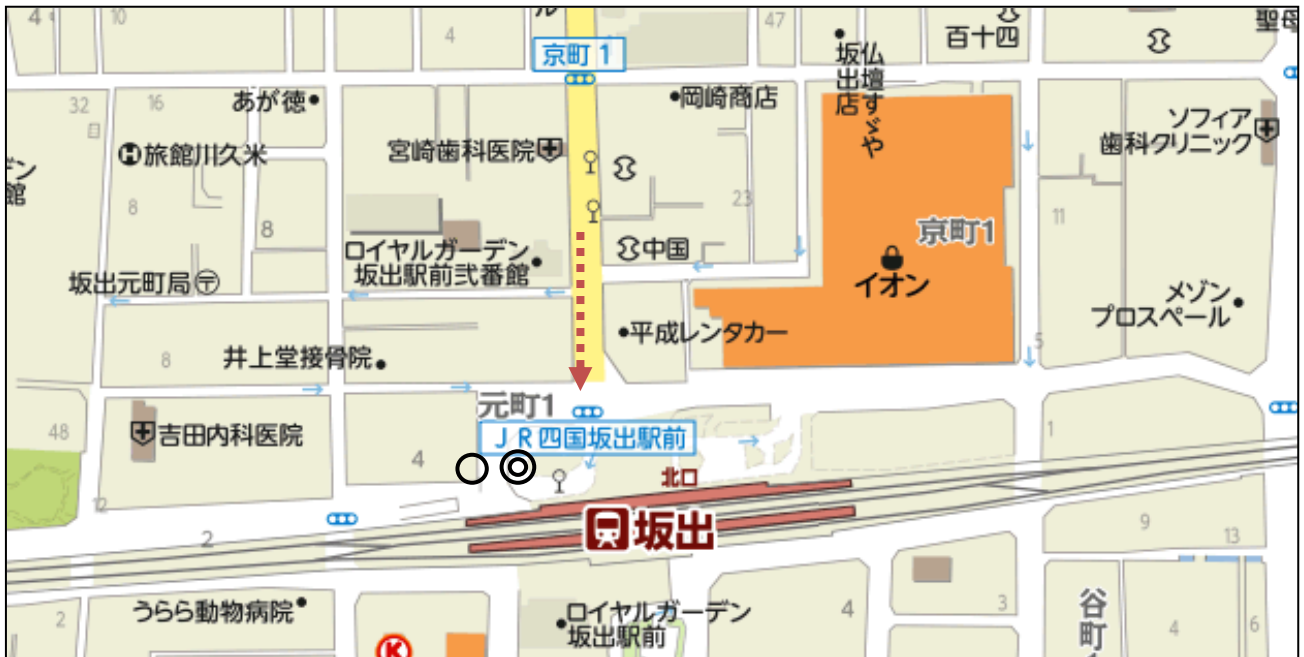 4
10
ル
4
47
百十四
聖母
京町 1
坂出店
仏壇すゞや
32
16
あが徳
岡崎商店
ソフィア
歯科クリニック
旅館川久米
宮崎歯科医院
デン
館
8
8
23
11
京町1
中国
ロイヤルガーデン
坂出駅前弐番館
坂出元町局
イオン
メゾン
プロスペール
平成レンタカー
5
8
井上堂接骨院
元町1
48
吉田内科医院
4
JR四国坂出駅前
1
北口
12
2
坂出
9
13
2
うらら動物病院
ロイヤルガーデン
坂出駅前
K
4
3
谷町
4
6